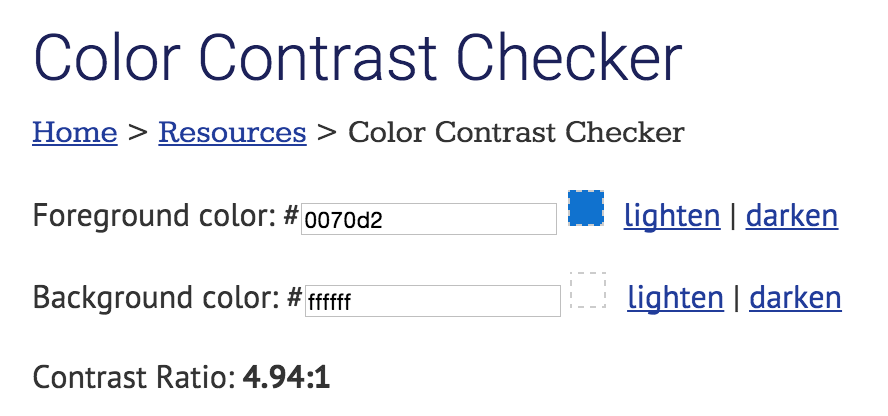 Color Contrast Checker
Home > Resources > Color Contrast Checker
Foreground color: #0070d2 lighten | darken
Background color: #ffffff lighten | darken
Contrast Ratio: 4.94:1